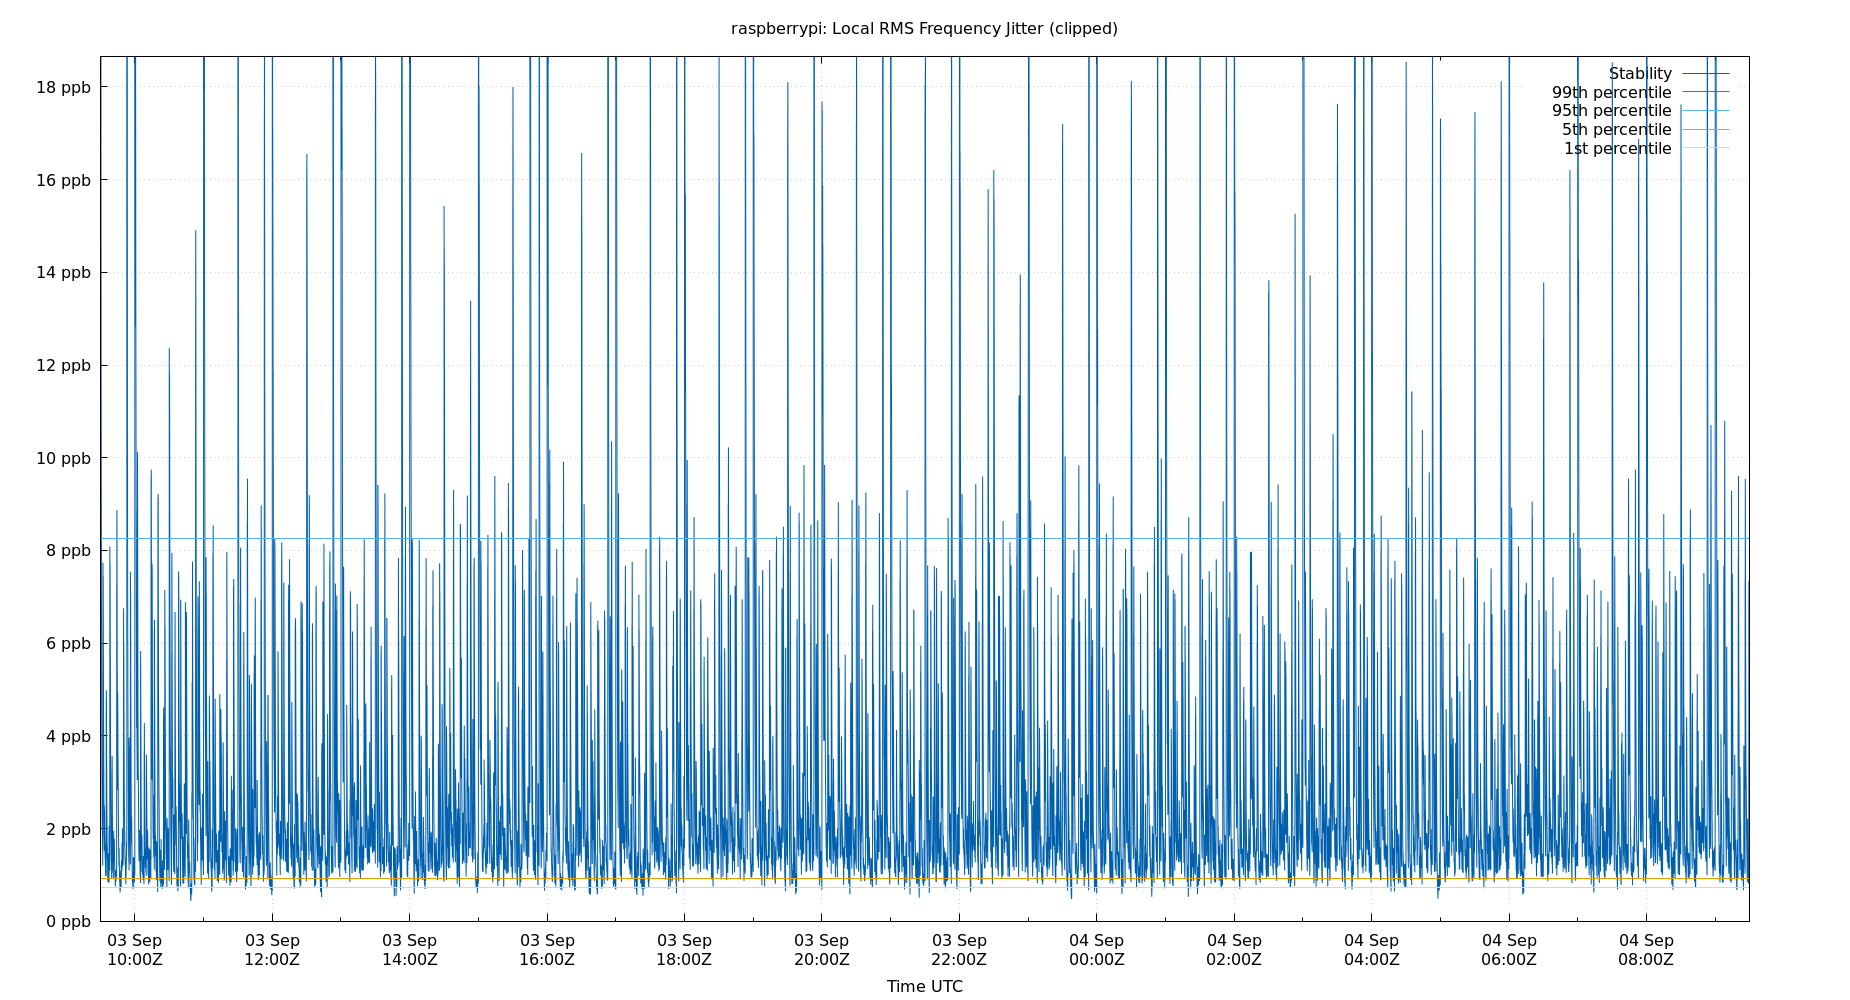 raspberrypi: Local RMS Frequency Jitter (clipped)
Stability
99th percentile
95th percentile
5th percentile
1st percentile
18 ppb
16 ppb
14 ppb
12 ppb
10 ppb
8 ppb
6 ppb
4 ppb
2 ppb
0 ppb
03 Sep 03 Sep 03 Sep 03 Sep 03 Sep 03 Sep 03 Sep 04 Sep 04 Sep 04 Sep 04 Sep 04 Sep
10:00Z 12:00Z 14:00Z 16:00Z 18:00Z 20:00Z 22:00Z 00:00Z 02:00Z 04:00Z 06:00Z 08:00Z
Time UTC